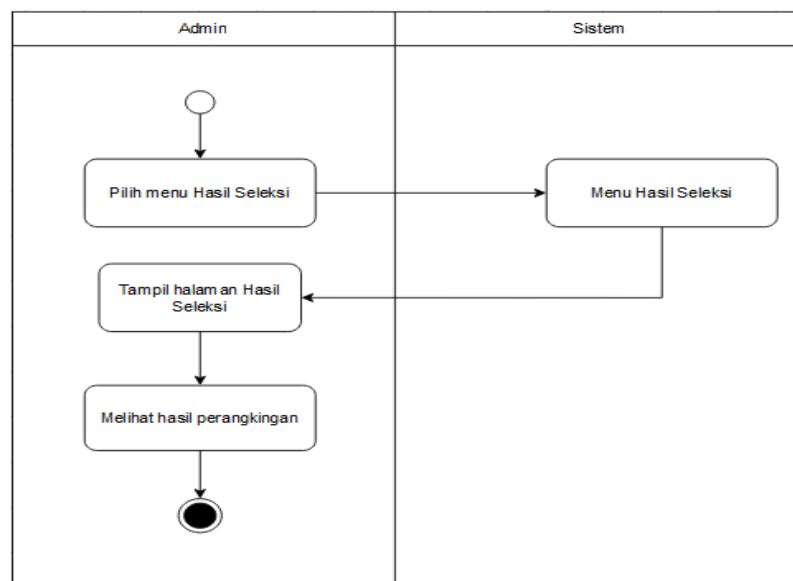 Admin
Sistem
Pilih menu Hasil Seleksi
Menu Hasil Seleksi
Tampil halaman Hasil
Seleksi
Melihat hasil perangkingan